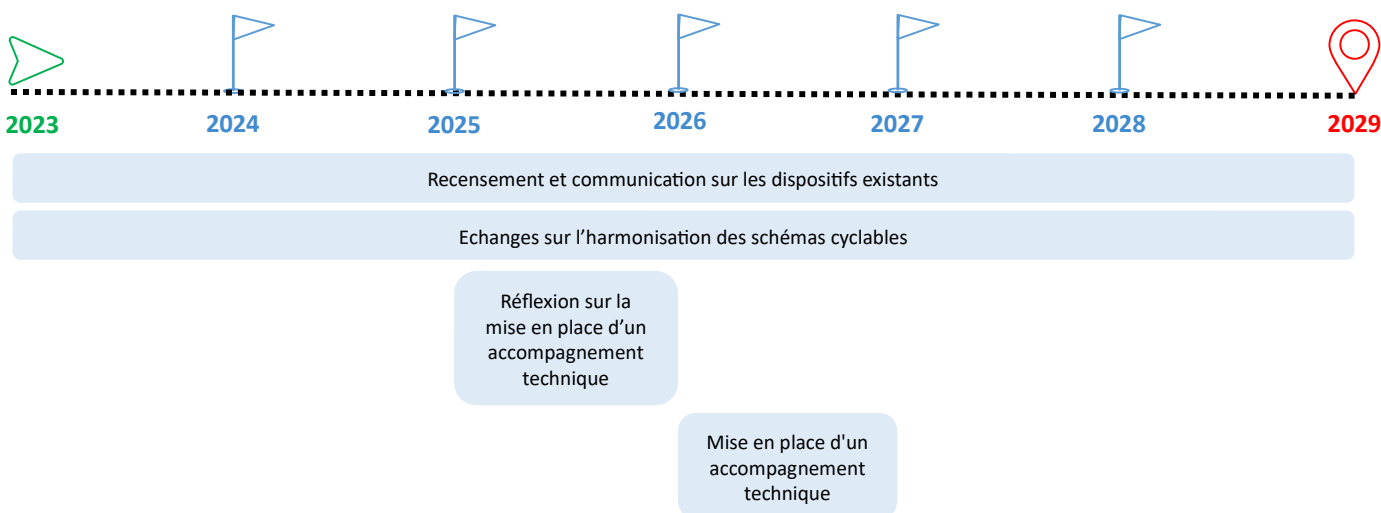 2023 2024 2025 2026 2027 2028 2029
Recensement et communication sur les dispositifs existants
Echanges sur l’harmonisation des schémas cyclables
Réflexion sur la
mise en place d’un
accompagnement
technique
Mise en place d'un
accompagnement
technique